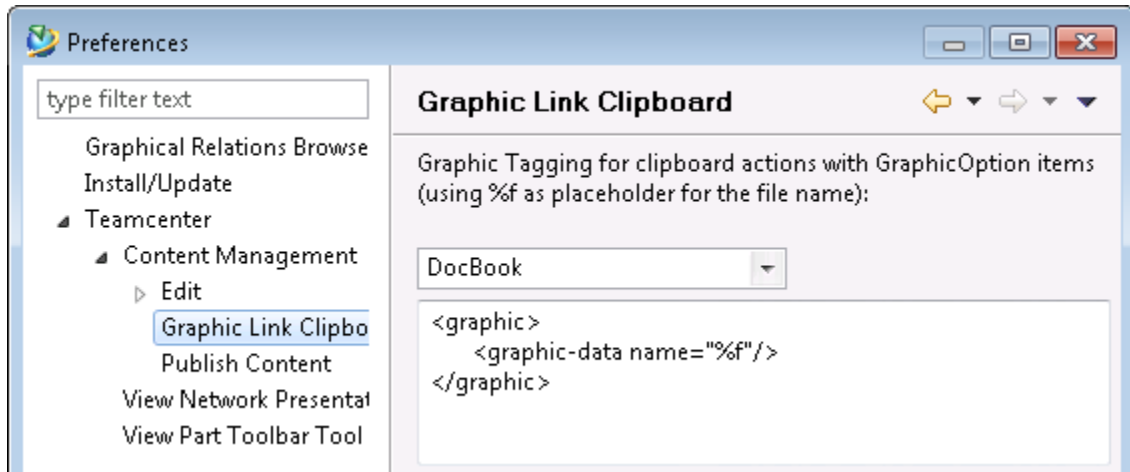 Preferences
type filter text
Graphical Relations Browse
Install/Update
Teamcenter
Content Management
Edit
Graphic Link Clipbo
Publish Content
View Network Presentat
View Part Toolbar Tool
Graphic Link Clipboard
Graphic Tagging for clipboard actions with GraphicOption items
(using %f as placeholder for the file name):
DocBook
<graphic>
<graphic-data name="%f"/>
</graphic>